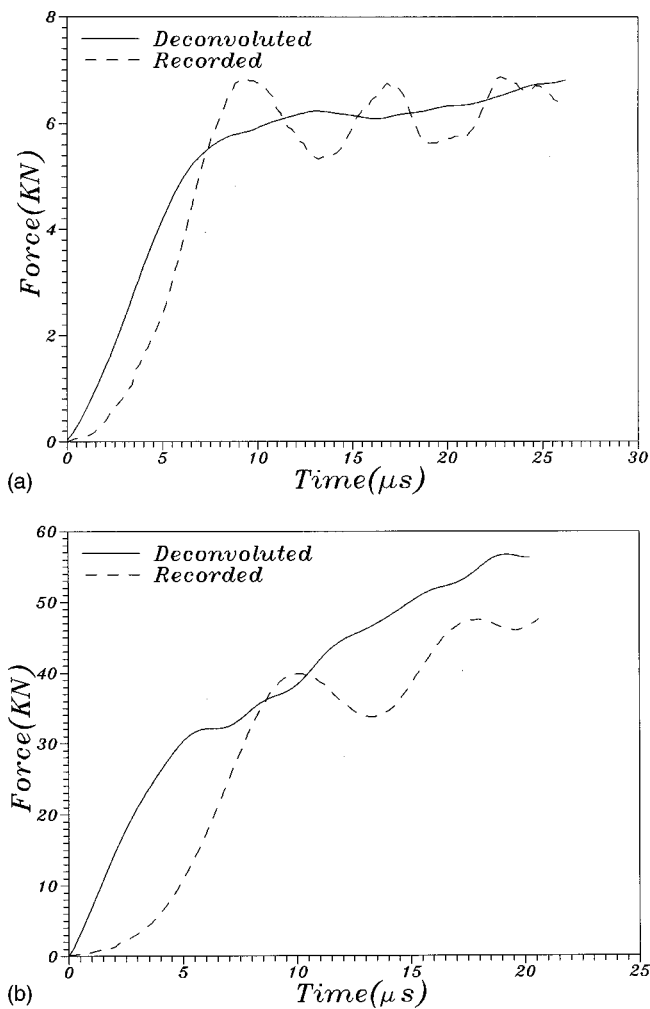 8
Deconvoluted
Recorded
6
Force(KN)
4
2
0
0 5 10 15 20 25 30
(a)
Time(μs)
60
Deconvoluted
Recorded
50
40
Force(KN)
30
20
10
0
0 5 10 15 20 25
(b)
Time(μs)